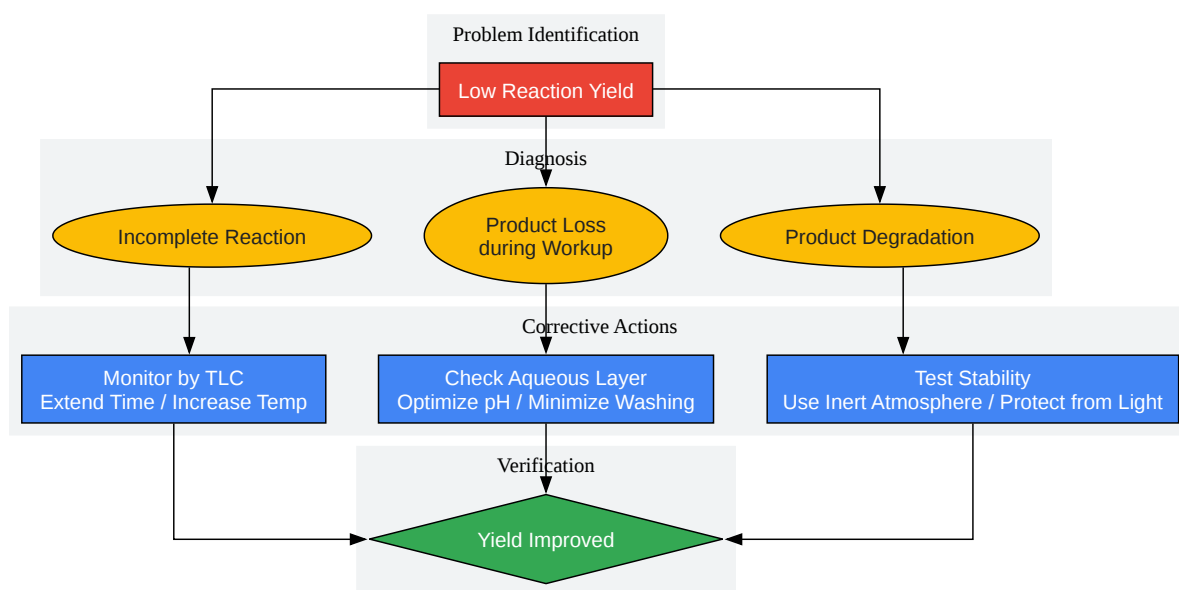 Problem Identification
Low Reaction Yield
Diagnosis
Incomplete Reaction
Product Loss
during Workup
Product Degradation
Corrective Actions
Monitor by TLC
Extend Time / Increase Temp
Check Aqueous Layer
Optimize pH / Minimize Washing
Test Stability
Use Inert Atmosphere / Protect from Light
Verification
Yield Improved